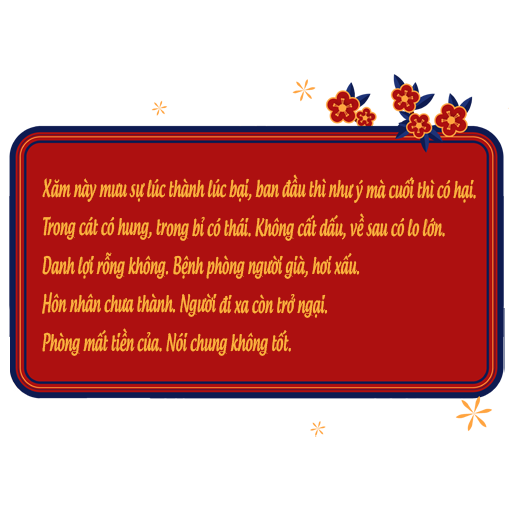 Xăm này mưu sự lúc thành lúc bại, ban đầu thì như ý mà cuối thì có hại.
Trong cát có hung, trong bỉ có thái. Không cất dấu, về sau có lo lớn.
Danh lợi rỗng không. Bệnh phòng người già, hơi xấu.
Hôn nhân chưa thành. Người đi xa còn trở ngại.
Phòng mất tiền của. Nói chung không tốt.